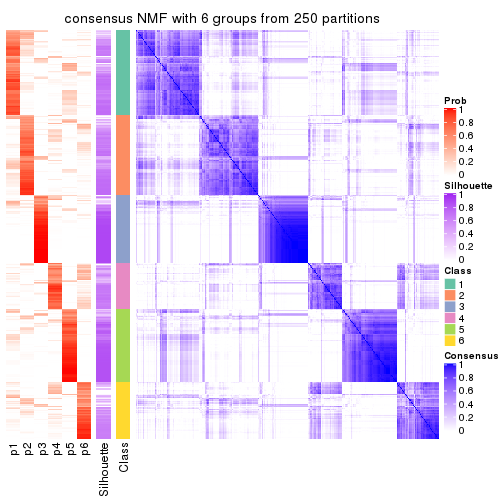 consensus NMF with 6 groups from 250 partitions
Prob
1
0.8
0.6
0.4
0.2
0
Silhouette
1
0.8
0.6
0.4
0.2
0
Class
1
2
3
4
5
6
Consensus
1
0.8
0.6
0.4
0.2
0
p1
p2
p3
p4
p5
p6
Silhouette
Class